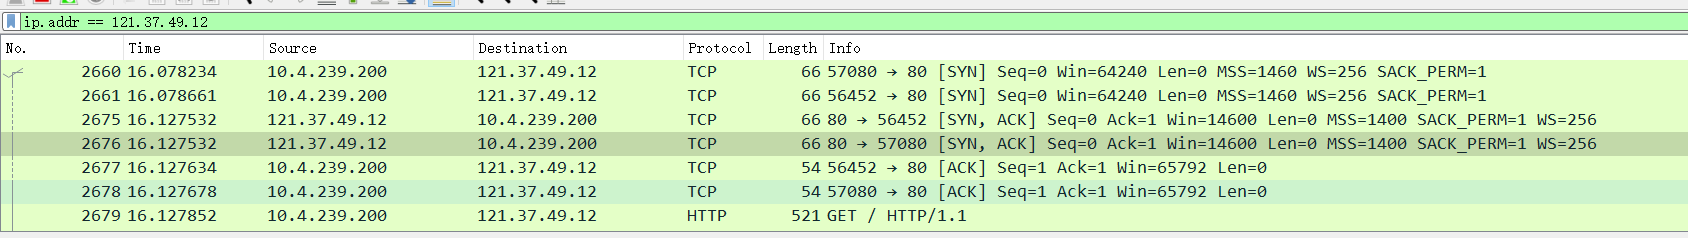 ip.addr == 121.37.49.12
No. Time Source Destination Protocol Length Info
2660 16.078234 10.4.239.200 121.37.49.12 TCP 66 57080 → 80 [SYN] Seq=0 Win=64240 Len=0 MSS=1460 WS=256 SACK_PERM=1
2661 16.078661 10.4.239.200 121.37.49.12 TCP 66 56452 → 80 [SYN] Seq=0 Win=64240 Len=0 MSS=1460 WS=256 SACK_PERM=1
2675 16.127532 121.37.49.12 10.4.239.200 TCP 66 80 → 56452 [SYN, ACK] Seq=0 Ack=1 Win=14600 Len=0 MSS=1400 SACK_PERM=1 WS=256
2676 16.127532 121.37.49.12 10.4.239.200 TCP 66 80 → 57080 [SYN, ACK] Seq=0 Ack=1 Win=14600 Len=0 MSS=1400 SACK_PERM=1 WS=256
2677 16.127634 10.4.239.200 121.37.49.12 TCP 54 56452 → 80 [ACK] Seq=1 Ack=1 Win=65792 Len=0
2678 16.127678 10.4.239.200 121.37.49.12 TCP 54 57080 → 80 [ACK] Seq=1 Ack=1 Win=65792 Len=0
2679 16.127852 10.4.239.200 121.37.49.12 HTTP 521 GET / HTTP/1.1